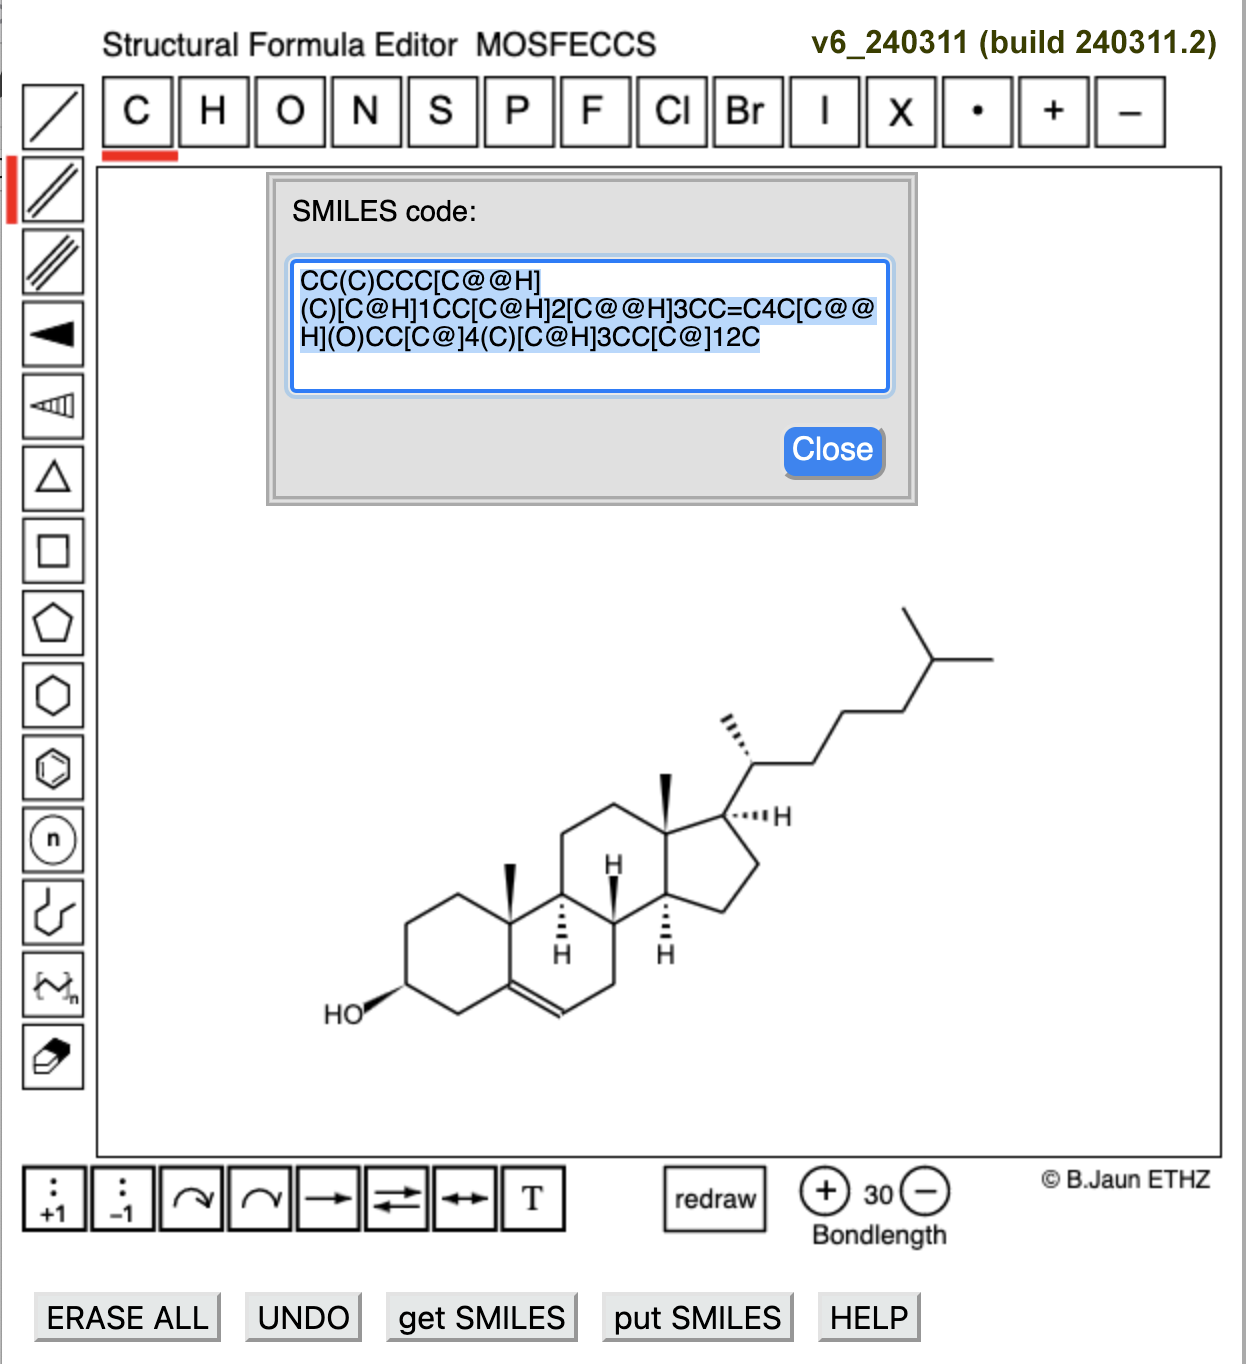 Structural Formula Editor MOSFECCS
v6_240311 (build 240311.2)
C H O N S P F Cl Br I X • + –
SMILES code:
CC(C)CCC[C@@H]
(C)[C@H]1CC[C@H]2[C@@H]3CC=C4C[C@@
H](O)CC[C@]4(C)[C@H]3CC[C@]12C
Close
n
{ }n
H
H
H
H
HO
+1
–1
T
redraw
+ 30 –
Bondlength
© B.Jaun ETHZ
ERASE ALL
UNDO
get SMILES
put SMILES
HELP